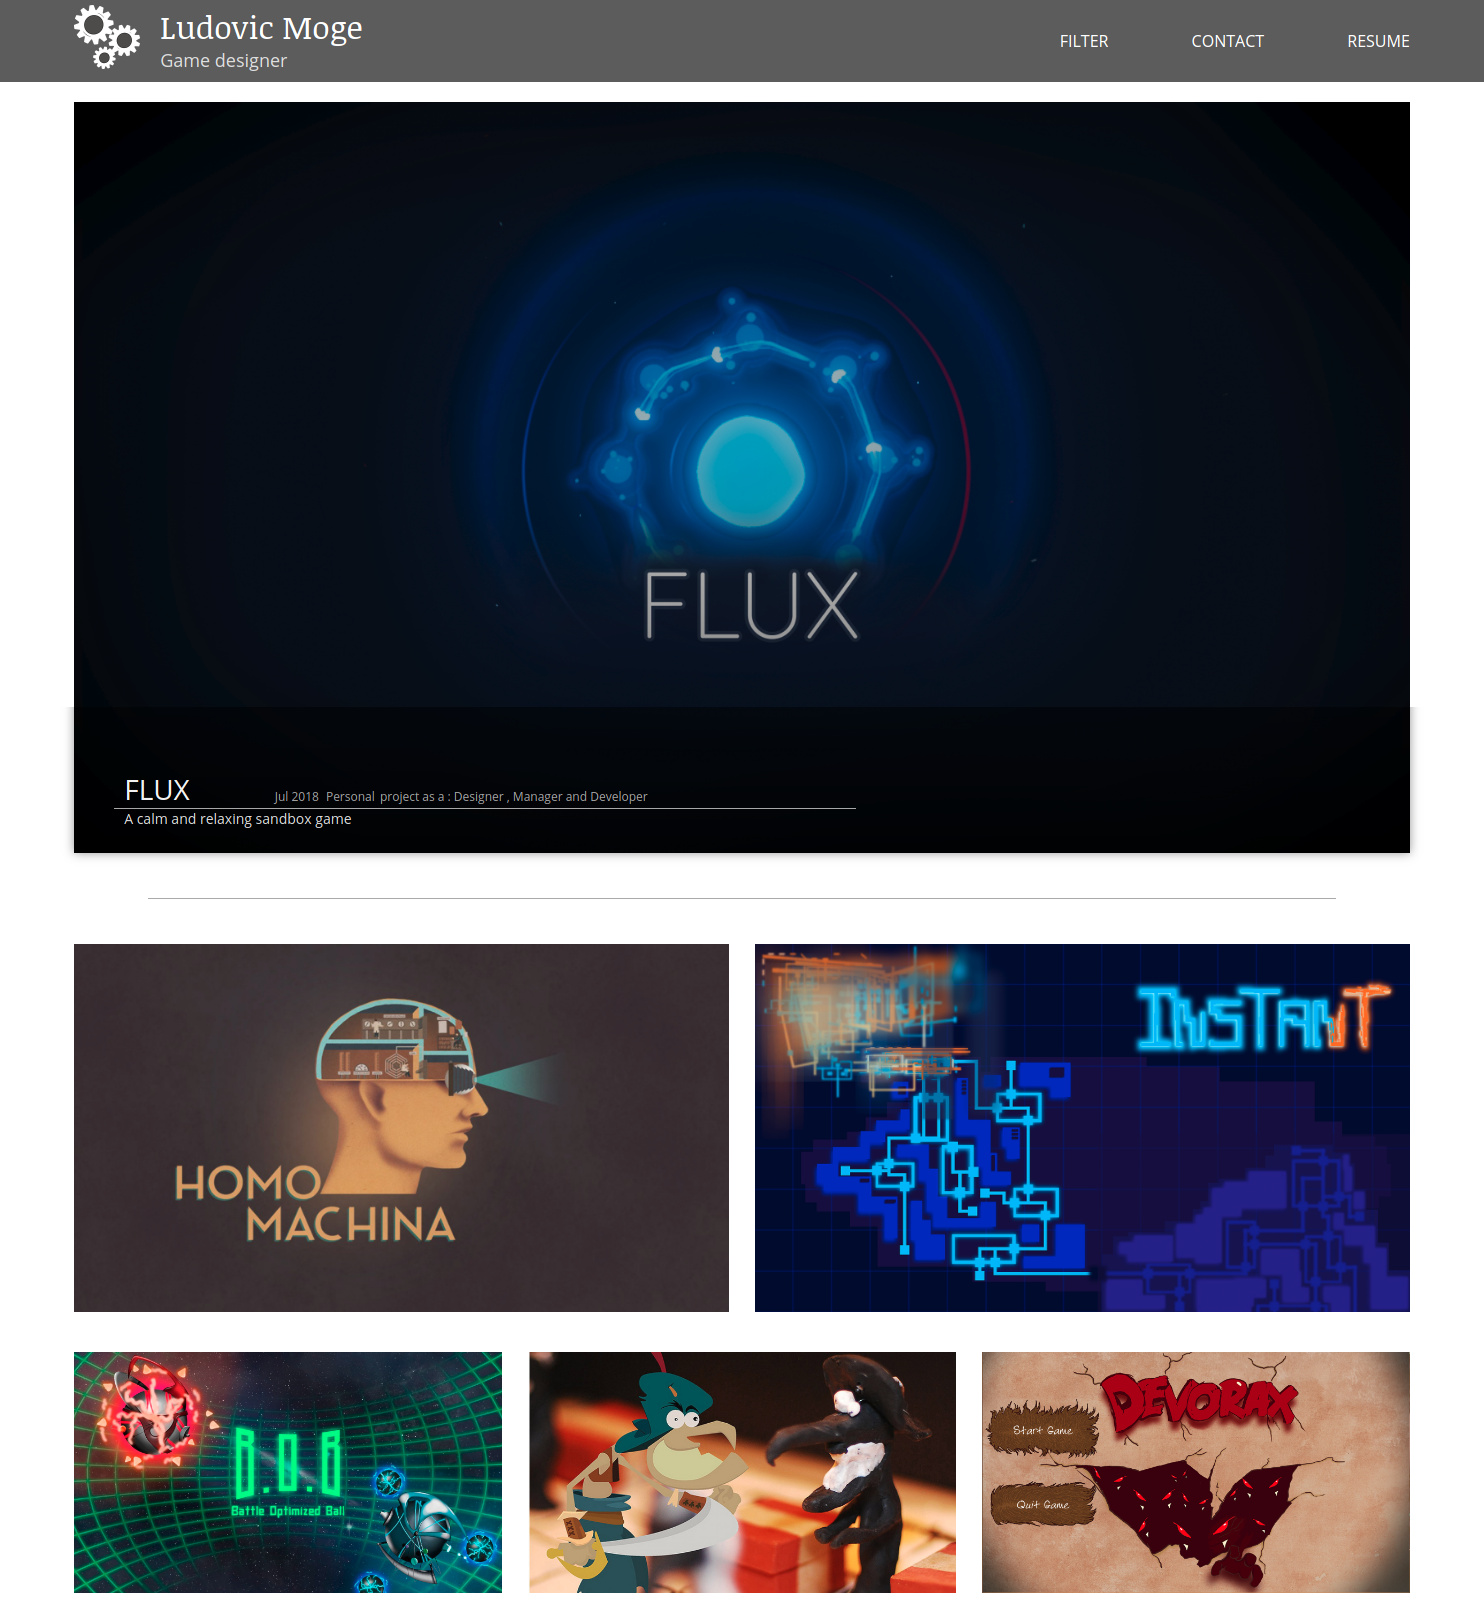 Ludovic Moge
Game designer
FILTER
CONTACT
RESUME
FLUX
FLUX
Jul 2018 Personal project as a : Designer , Manager and Developer
A calm and relaxing sandbox game
HOMO
MACHINA
INSTANT
B.O.B
Battle Optimized Ball
DEVORAX
Start Game
Quit Game